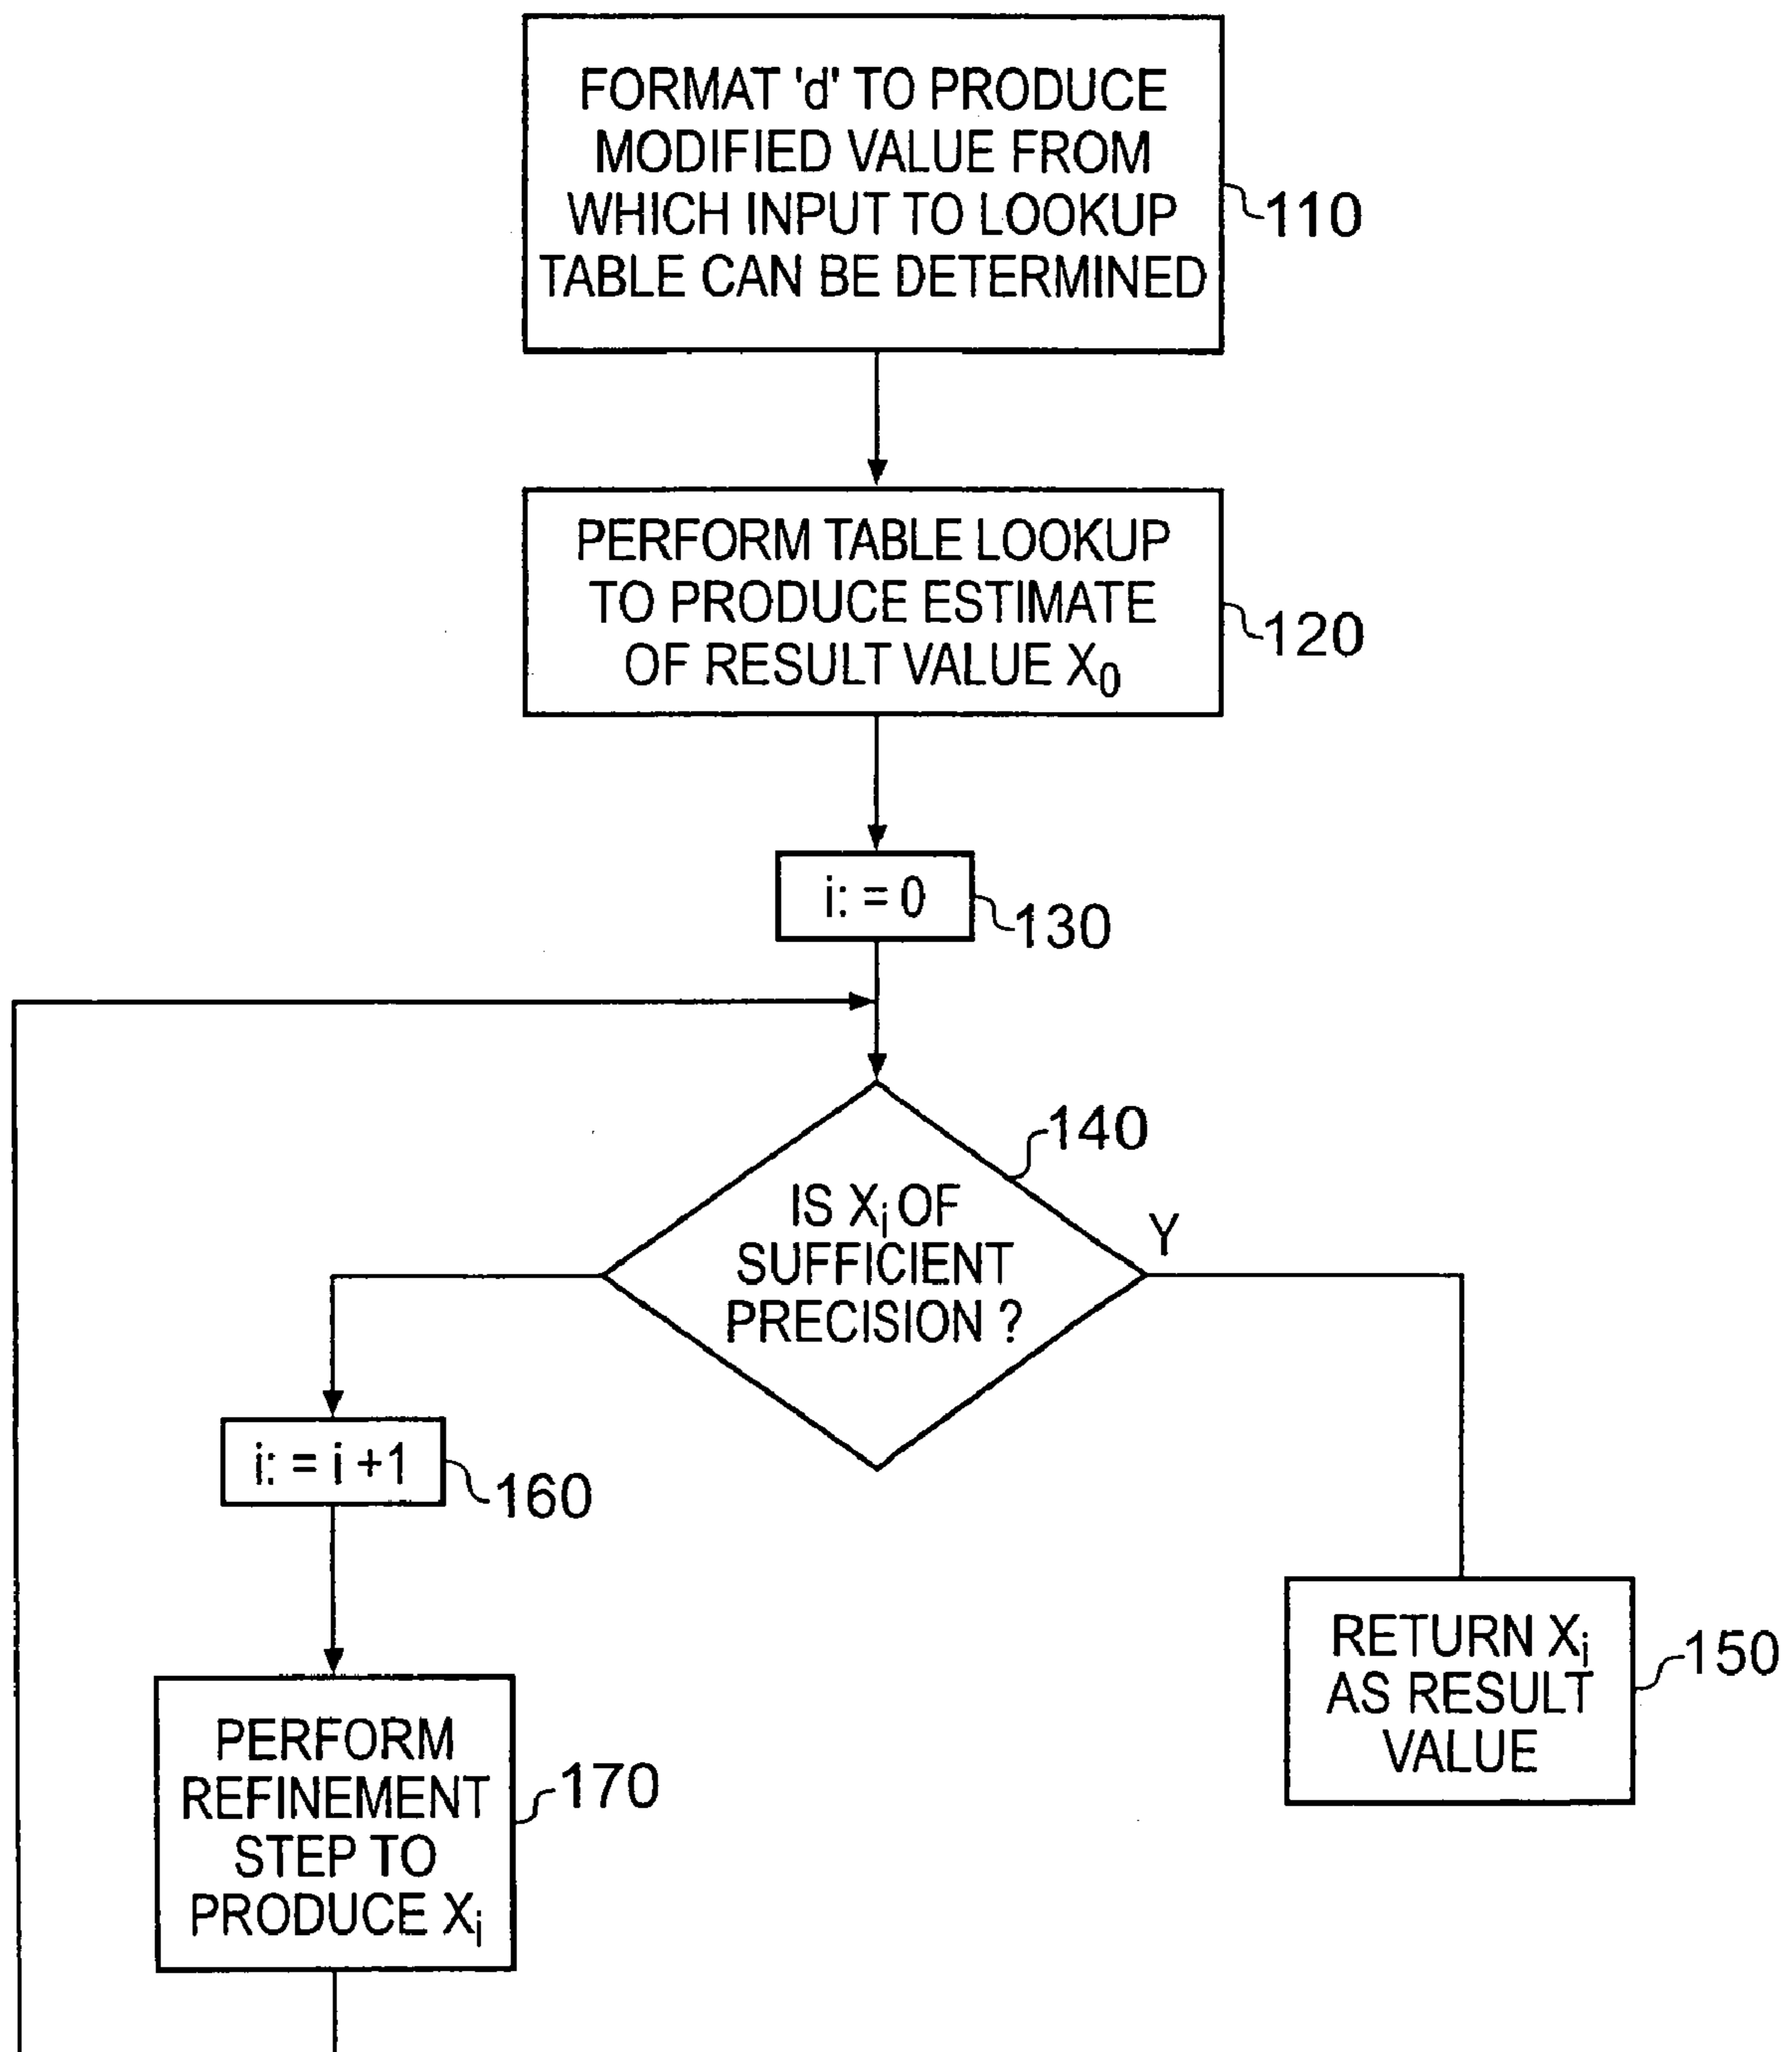 FORMAT 'd' TO PRODUCE
MODIFIED VALUE FROM
WHICH INPUT TO LOOKUP
TABLE CAN BE DETERMINED
110
PERFORM TABLE LOOKUP
TO PRODUCE ESTIMATE
OF RESULT VALUE X0
120
i: = 0
130
140
IS Xi OF
SUFFICIENT
PRECISION ?
Y
i: = i +1
160
RETURN Xi
AS RESULT
VALUE
150
PERFORM
REFINEMENT
STEP TO
PRODUCE Xi
170